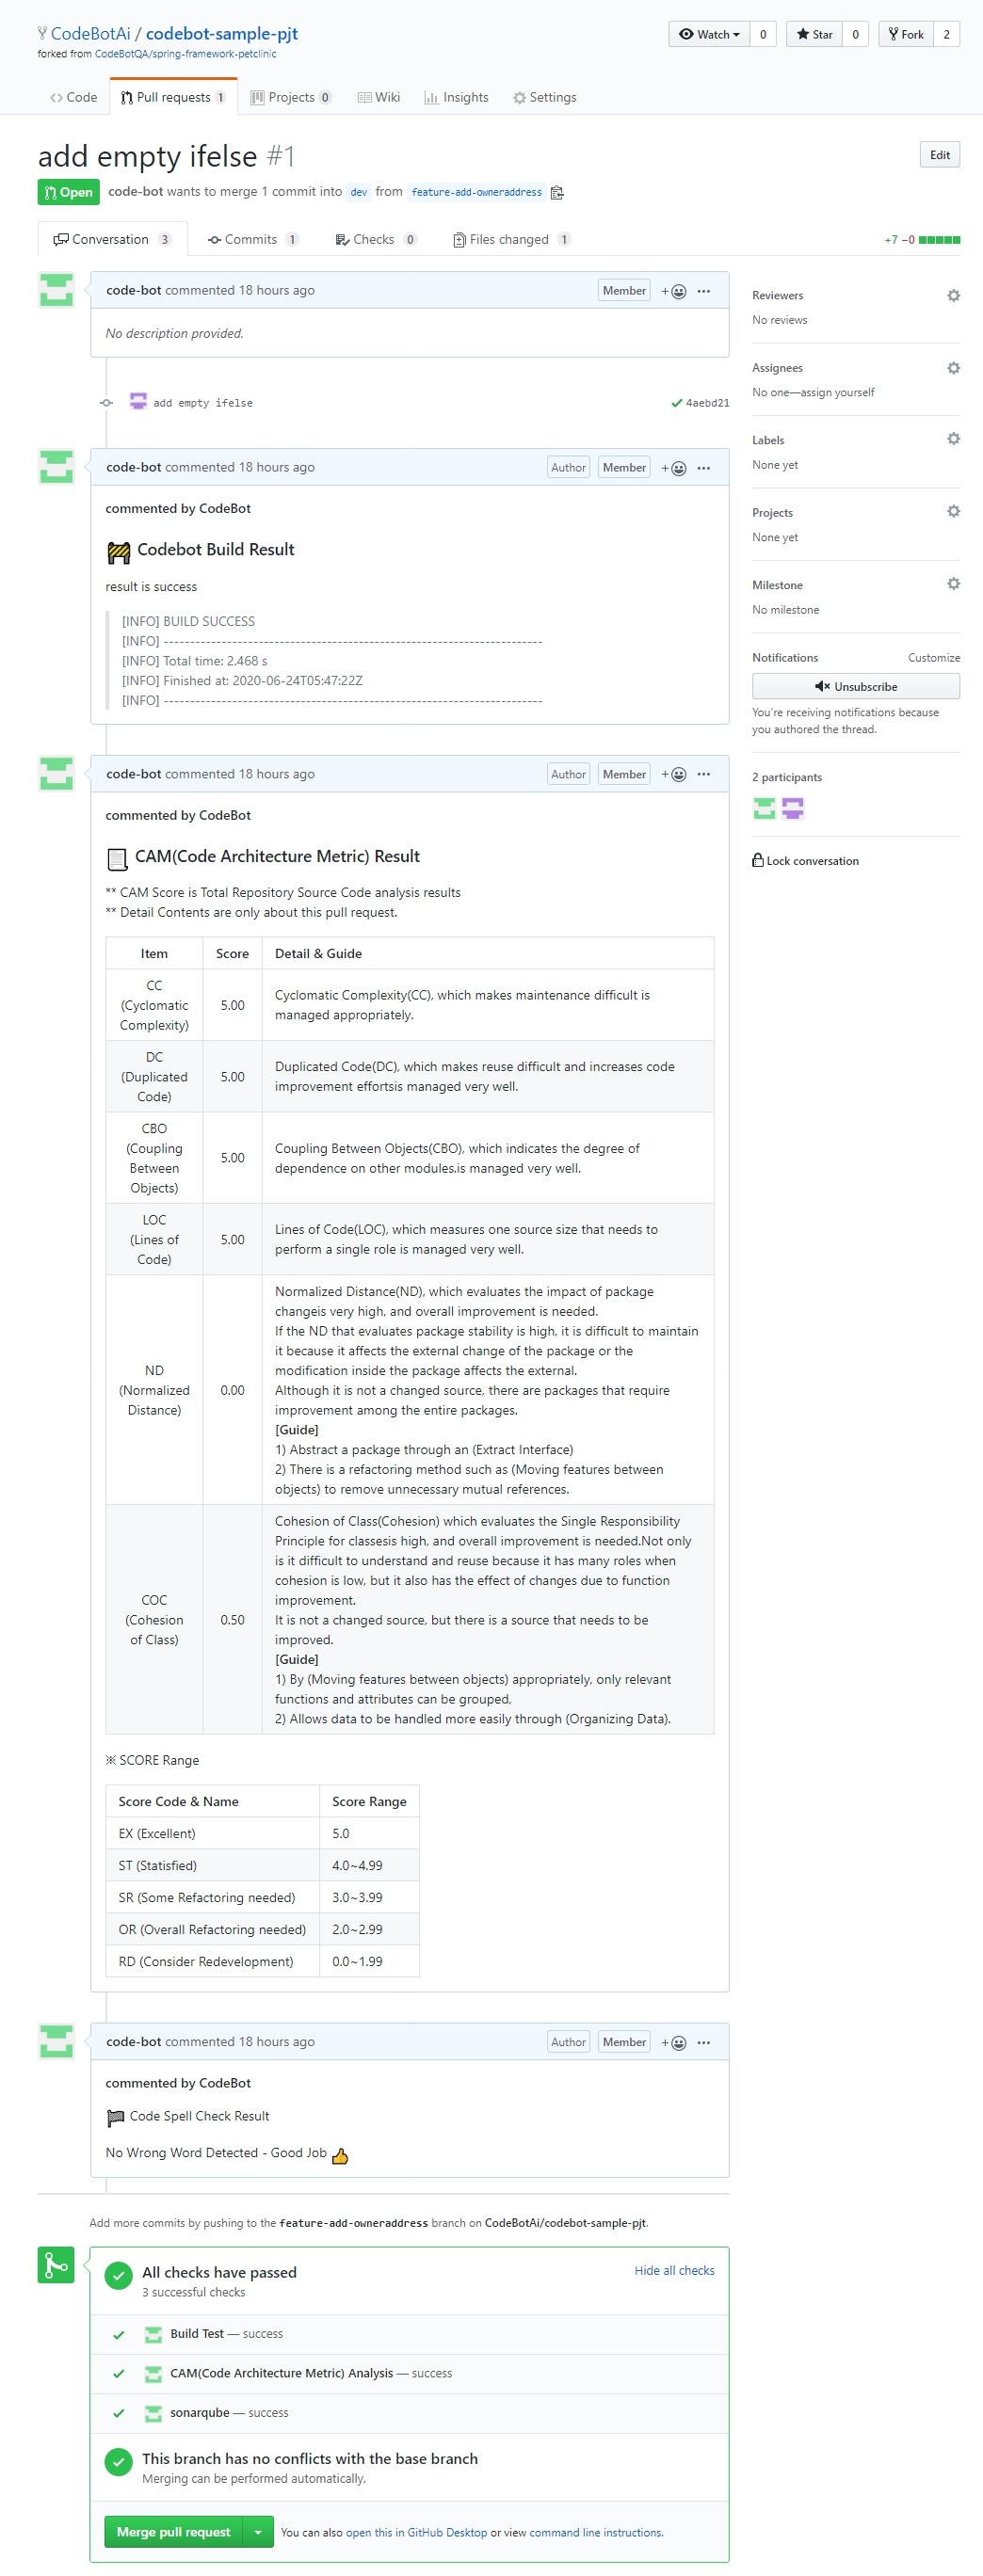 CodeBotAi / codebot-sample-pjt
forked from CodeBotQA/spring-framework-petclinic
Watch 0
Star 0
Fork 2
Code
Pull requests 1
Projects 0
Wiki
Insights
Settings
add empty ifelse #1
Edit
Open
code-bot wants to merge 1 commit into dev from feature-add-owneraddress
Conversation 3
Commits 1
Checks 0
Files changed 1
+7 −0
code-bot commented 18 hours ago
Member
No description provided.
add empty ifelse
4aebd21
code-bot commented 18 hours ago
Author
Member
commented by CodeBot
Codebot Build Result
result is success
[INFO] BUILD SUCCESS
[INFO] ------------------------------------------------------------------------
[INFO] Total time: 2.468 s
[INFO] Finished at: 2020-06-24T05:47:22Z
[INFO] ------------------------------------------------------------------------
code-bot commented 18 hours ago
Author
Member
commented by CodeBot
CAM(Code Architecture Metric) Result
** CAM Score is Total Repository Source Code analysis results
** Detail Contents are only about this pull request.
Item Score Detail & Guide
CC
(Cyclomatic
Complexity)
5.00
Cyclomatic Complexity(CC), which makes maintenance difficult is
managed appropriately.
DC
(Duplicated
Code)
5.00
Duplicated Code(DC), which makes reuse difficult and increases code
improvement effortsis managed very well.
CBO
(Coupling
Between
Objects)
5.00
Coupling Between Objects(CBO), which indicates the degree of
dependence on other modules.is managed very well.
LOC
(Lines of
Code)
5.00
Lines of Code(LOC), which measures one source size that needs to
perform a single role is managed very well.
ND
(Normalized
Distance)
0.00
Normalized Distance(ND), which evaluates the impact of package
changeis very high, and overall improvement is needed.
If the ND that evaluates package stability is high, it is difficult to maintain
it because it affects the external change of the package or the
modification inside the package affects the external.
Although it is not a changed source, there are packages that require
improvement among the entire packages.
[Guide]
1) Abstract a package through an (Extract Interface)
2) There is a refactoring method such as (Moving features between
objects) to remove unnecessary mutual references.
COC
(Cohesion
of Class)
0.50
Cohesion of Class(Cohesion) which evaluates the Single Responsibility
Principle for classesis high, and overall improvement is needed.Not only
is it difficult to understand and reuse because it has many roles when
cohesion is low, but it also has the effect of changes due to function
improvement.
It is not a changed source, but there is a source that needs to be
improved.
[Guide]
1) By (Moving features between objects) appropriately, only relevant
functions and attributes can be grouped,
2) Allows data to be handled more easily through (Organizing Data).
※ SCORE Range
Score Code & Name Score Range
EX (Excellent) 5.0
ST (Statisfied) 4.0~4.99
SR (Some Refactoring needed) 3.0~3.99
OR (Overall Refactoring needed) 2.0~2.99
RD (Consider Redevelopment) 0.0~1.99
code-bot commented 18 hours ago
Author
Member
commented by CodeBot
Code Spell Check Result
No Wrong Word Detected - Good Job
Add more commits by pushing to the feature-add-owneraddress branch on CodeBotAi/codebot-sample-pjt.
All checks have passed
Hide all checks
3 successful checks
Build Test — success
CAM(Code Architecture Metric) Analysis — success
sonarqube — success
This branch has no conflicts with the base branch
Merging can be performed automatically.
Merge pull request
You can also open this in GitHub Desktop or view command line instructions.
Reviewers
No reviews
Assignees
No one—assign yourself
Labels
None yet
Projects
None yet
Milestone
No milestone
Notifications Customize
Unsubscribe
You're receiving notifications because
you authored the thread.
2 participants
Lock conversation